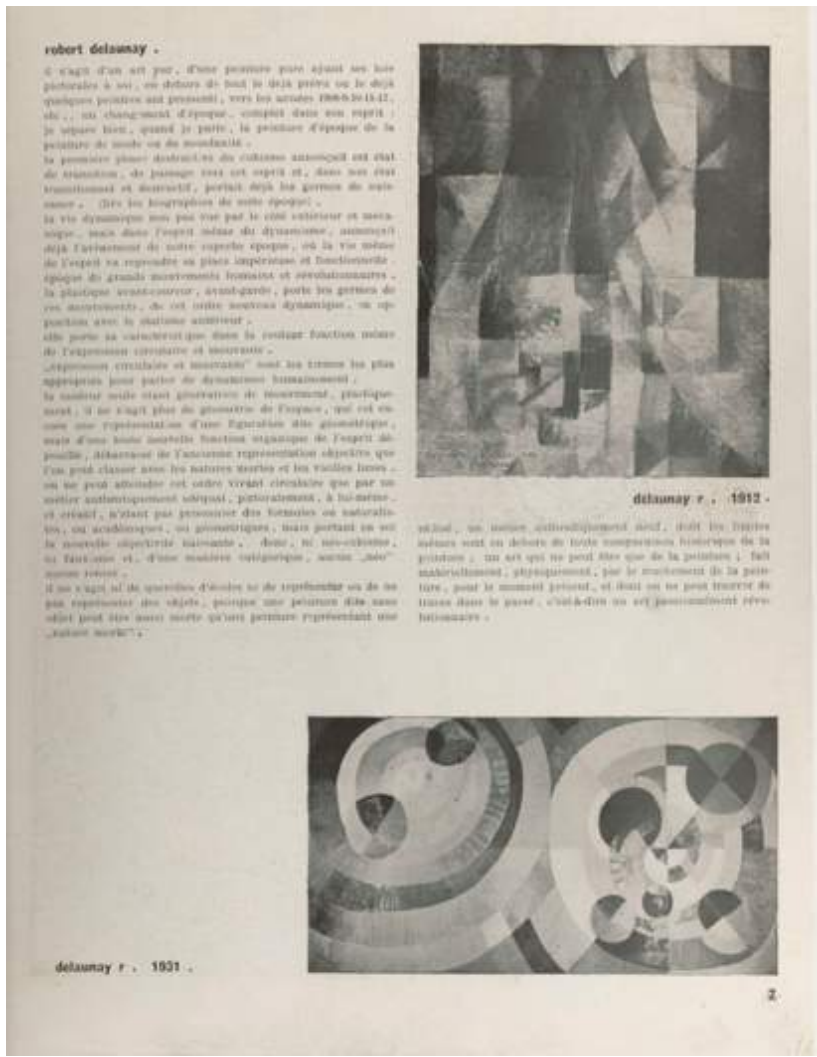 robert delaunay .
il s'agit d'un art pur , d'une peinture pure ayant ses lois
picturales à soi , en dehors de tout le déjà prévu ou le déjà
quelques peintres ont pressenti , vers les années 1908-9-10-11-12 ,
etc , , un changement d'époque , complet dans son esprit :
je sépare bien , quand je parle , la peinture d'époque de la
peinture de mode ou de mondanité .
la première phase destructive du cubisme annonçait cet état
de transition , de passage vers cet esprit et , dans son état
transitionnel et destructif , portait déjà les germes de nais-
sance . (lire les biographies de cette époque) .
la vie dynamique non pas vue par le côté extérieur et méca-
nique , mais dans l'esprit même du dynamisme , annonçait
déjà l'avènement de notre superbe époque , où la vie même
de l'esprit va reprendre sa place impérieuse et fonctionnelle .
époque de grands mouvements humains et révolutionnaires ,
la plastique avant-coureur , avant-garde , porte les germes de
ces mouvements , de cet ordre nouveau dynamique , en op-
position avec le statisme antérieur .
elle porte sa caractéristique dans la couleur fonction même
de l'expression circulaire et mouvante .
„expression circulaire et mouvante" sont les termes les plus
appropriés pour parler de dynamisme humainement .
la couleur seule étant génératrice de mouvement , plastique-
ment , il ne s'agit plus de géométrie de l'espace , qui est en-
core une représentation d'une figuration dite géométrique ,
mais d'une toute nouvelle fonction organique de l'esprit dé-
pouillé , débarrassé de l'ancienne représentation objective que
l'on peut classer avec les natures mortes et les vieilles lunes .
on ne peut atteindre cet ordre vivant circulaire que par un
métier authentiquement adéquat , picturalement , à lui-même ,
et créatif , n'étant pas prisonnier des formules ou naturalis-
tes , ou académiques , ou géométriques , mais portant en soi
la nouvelle objectivité naissante . donc , ni néo-cubisme ,
ni et , d'une manière catégorique , aucun „néo"
aucun retour .
il ne s'agit ni de querelles d'écoles ni de représenter ou de ne
pas représenter des objets , puisque une peinture dite sans
objet peut être aussi morte qu'une peinture représentant une
„nature morte" .
delaunay r . 1912 .
, un métier neuf , dont les bases
mêmes sont en dehors de toute comparaison historique de la
peinture ; un art qui ne peut être que de la peinture ; fait
matériellement , physiquement , par le maniement de la pein-
ture , pour le moment présent , et dont on ne peut trouver de
traces dans le passé , c'est-à-dire un art passionnément révo-
lutionnaire .
delaunay r . 1931 .
2